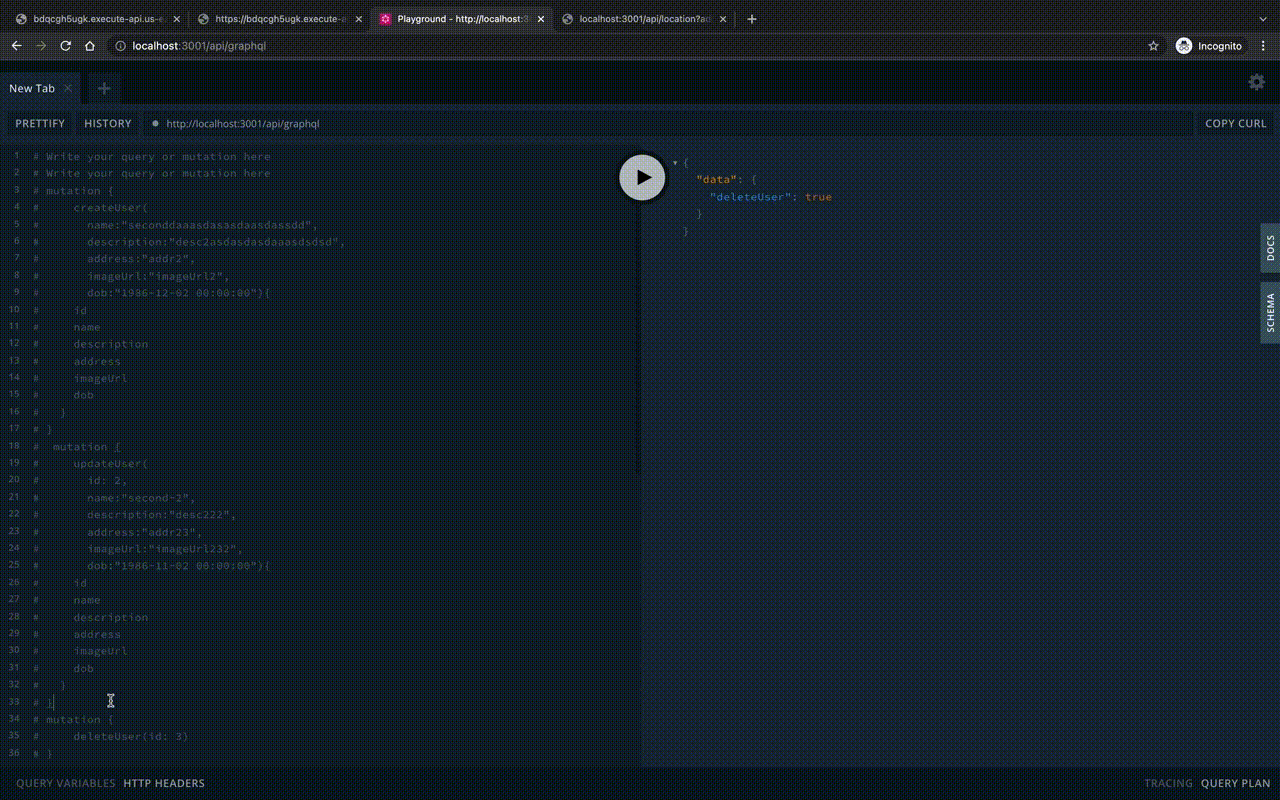 bdqcgh5ugk.execute-api.us-e
https://bdqcgh5ugk.execute-a
Playground - http://localhost:3
localhost:3001/api/location?ad
localhost:3001/api/graphql
Incognito
New Tab
PRETTIFY
HISTORY
http://localhost:3001/api/graphql
COPY CURL
1 # Write your query or mutation here
2 # Write your query or mutation here
3 # mutation {
4 # createUser(
5 # name:"seconddaaasdasasdaasdassdd",
6 # description:"desc2asdasdasdaaasdsdsd",
7 # address:"addr2",
8 # imageUrl:"imageUrl2",
9 # dob:"1986-12-02 00:00:00"){
10 # id
11 # name
12 # description
13 # address
14 # imageUrl
15 # dob
16 # }
17 # }
18 # mutation {
19 # updateUser(
20 # id: 2,
21 # name:"second-2",
22 # description:"desc222",
23 # address:"addr23",
24 # imageUrl:"imageUrl232",
25 # dob:"1986-11-02 00:00:00"){
26 # id
27 # name
28 # description
29 # address
30 # imageUrl
31 # dob
32 # }
33 # }
34 # mutation {
35 # deleteUser(id: 3)
36 # }
{
"data": {
"deleteUser": true
}
}
DOCS
SCHEMA
QUERY VARIABLES
HTTP HEADERS
TRACING
QUERY PLAN